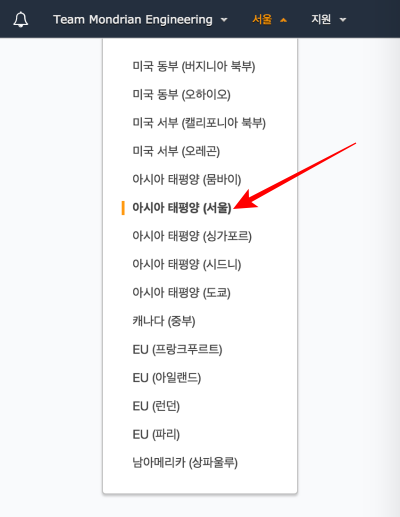 Team Mondrian Engineering 서울 지원
미국 동부 (버지니아 북부)
미국 동부 (오하이오)
미국 서부 (캘리포니아 북부)
미국 서부 (오레곤)
아시아 태평양 (뭄바이)
아시아 태평양 (서울)
아시아 태평양 (싱가포르)
아시아 태평양 (시드니)
아시아 태평양 (도쿄)
캐나다 (중부)
EU (프랑크푸르트)
EU (아일랜드)
EU (런던)
EU (파리)
남아메리카 (상파울루)